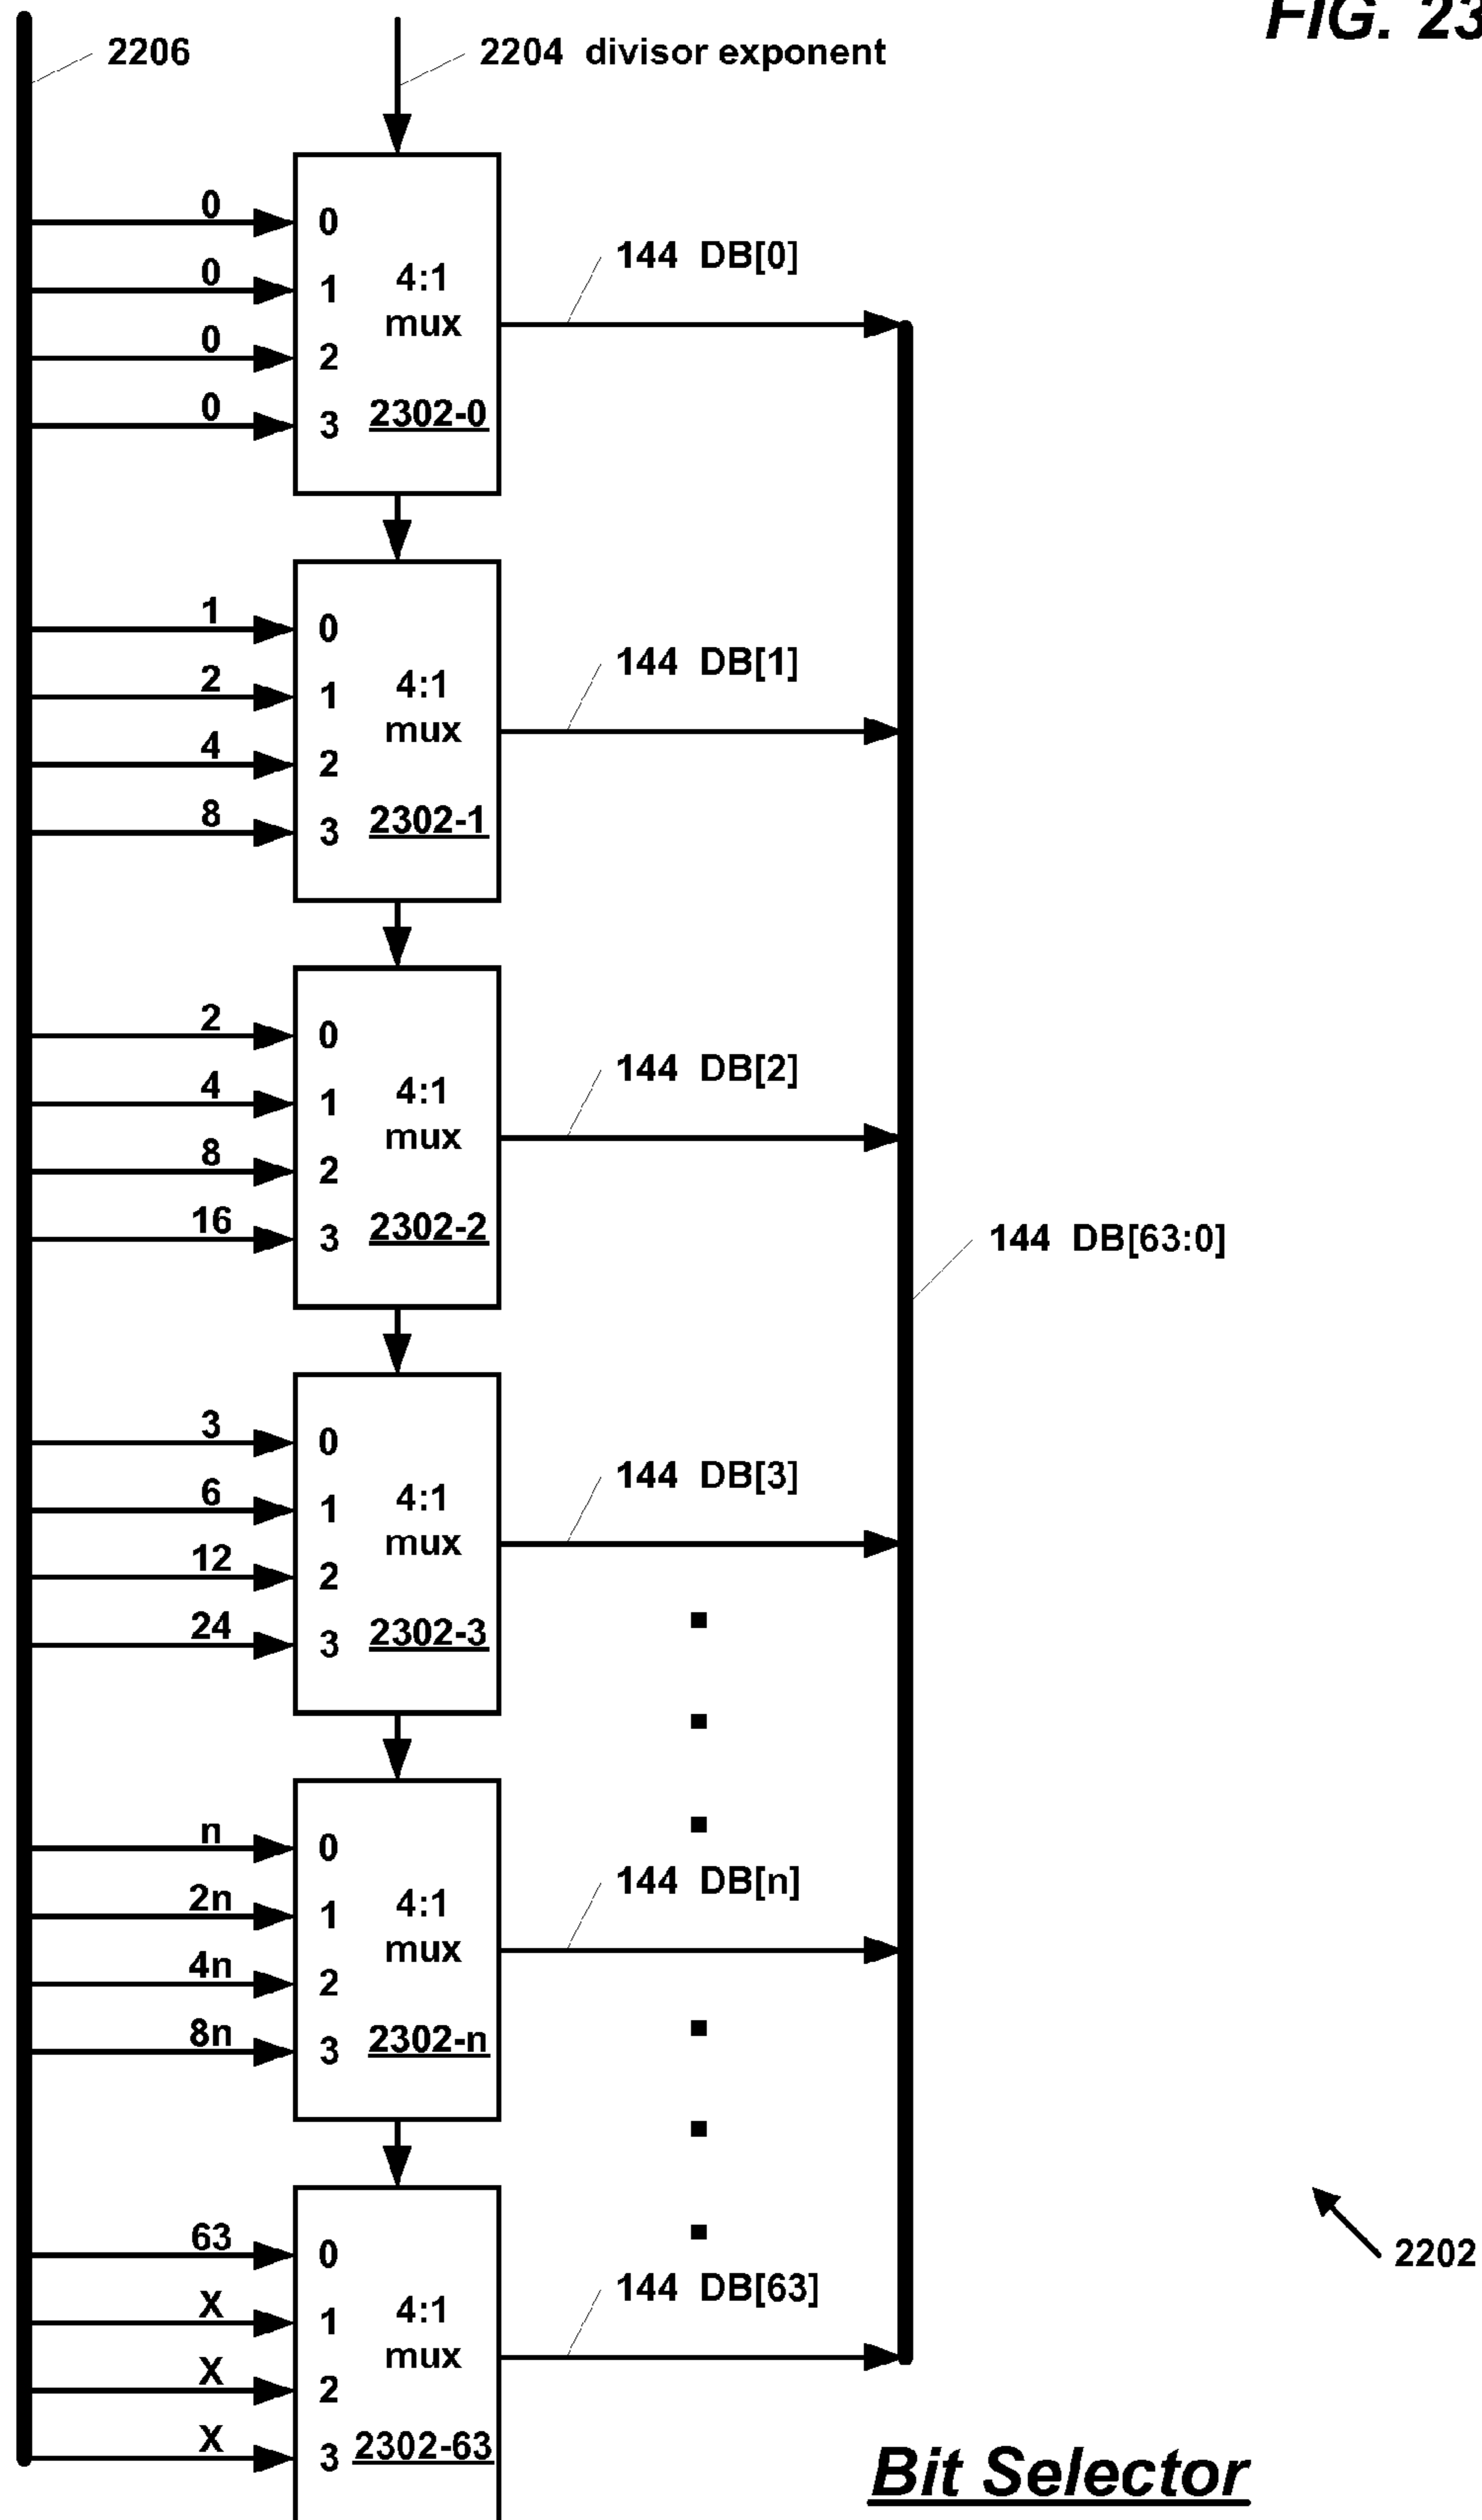 FIG. 23
2206
2204 divisor exponent
0
0
0
0
0
1
2
3
4:1
mux
2302-0
144 DB[0]
1
2
4
8
0
1
2
3
4:1
mux
2302-1
144 DB[1]
2
4
8
16
0
1
2
3
4:1
mux
2302-2
144 DB[2]
144 DB[63:0]
3
6
12
24
0
1
2
3
4:1
mux
2302-3
144 DB[3]
n
2n
4n
8n
0
1
2
3
4:1
mux
2302-n
144 DB[n]
63
X
X
X
0
1
2
3
4:1
mux
2302-63
144 DB[63]
2202
Bit Selector